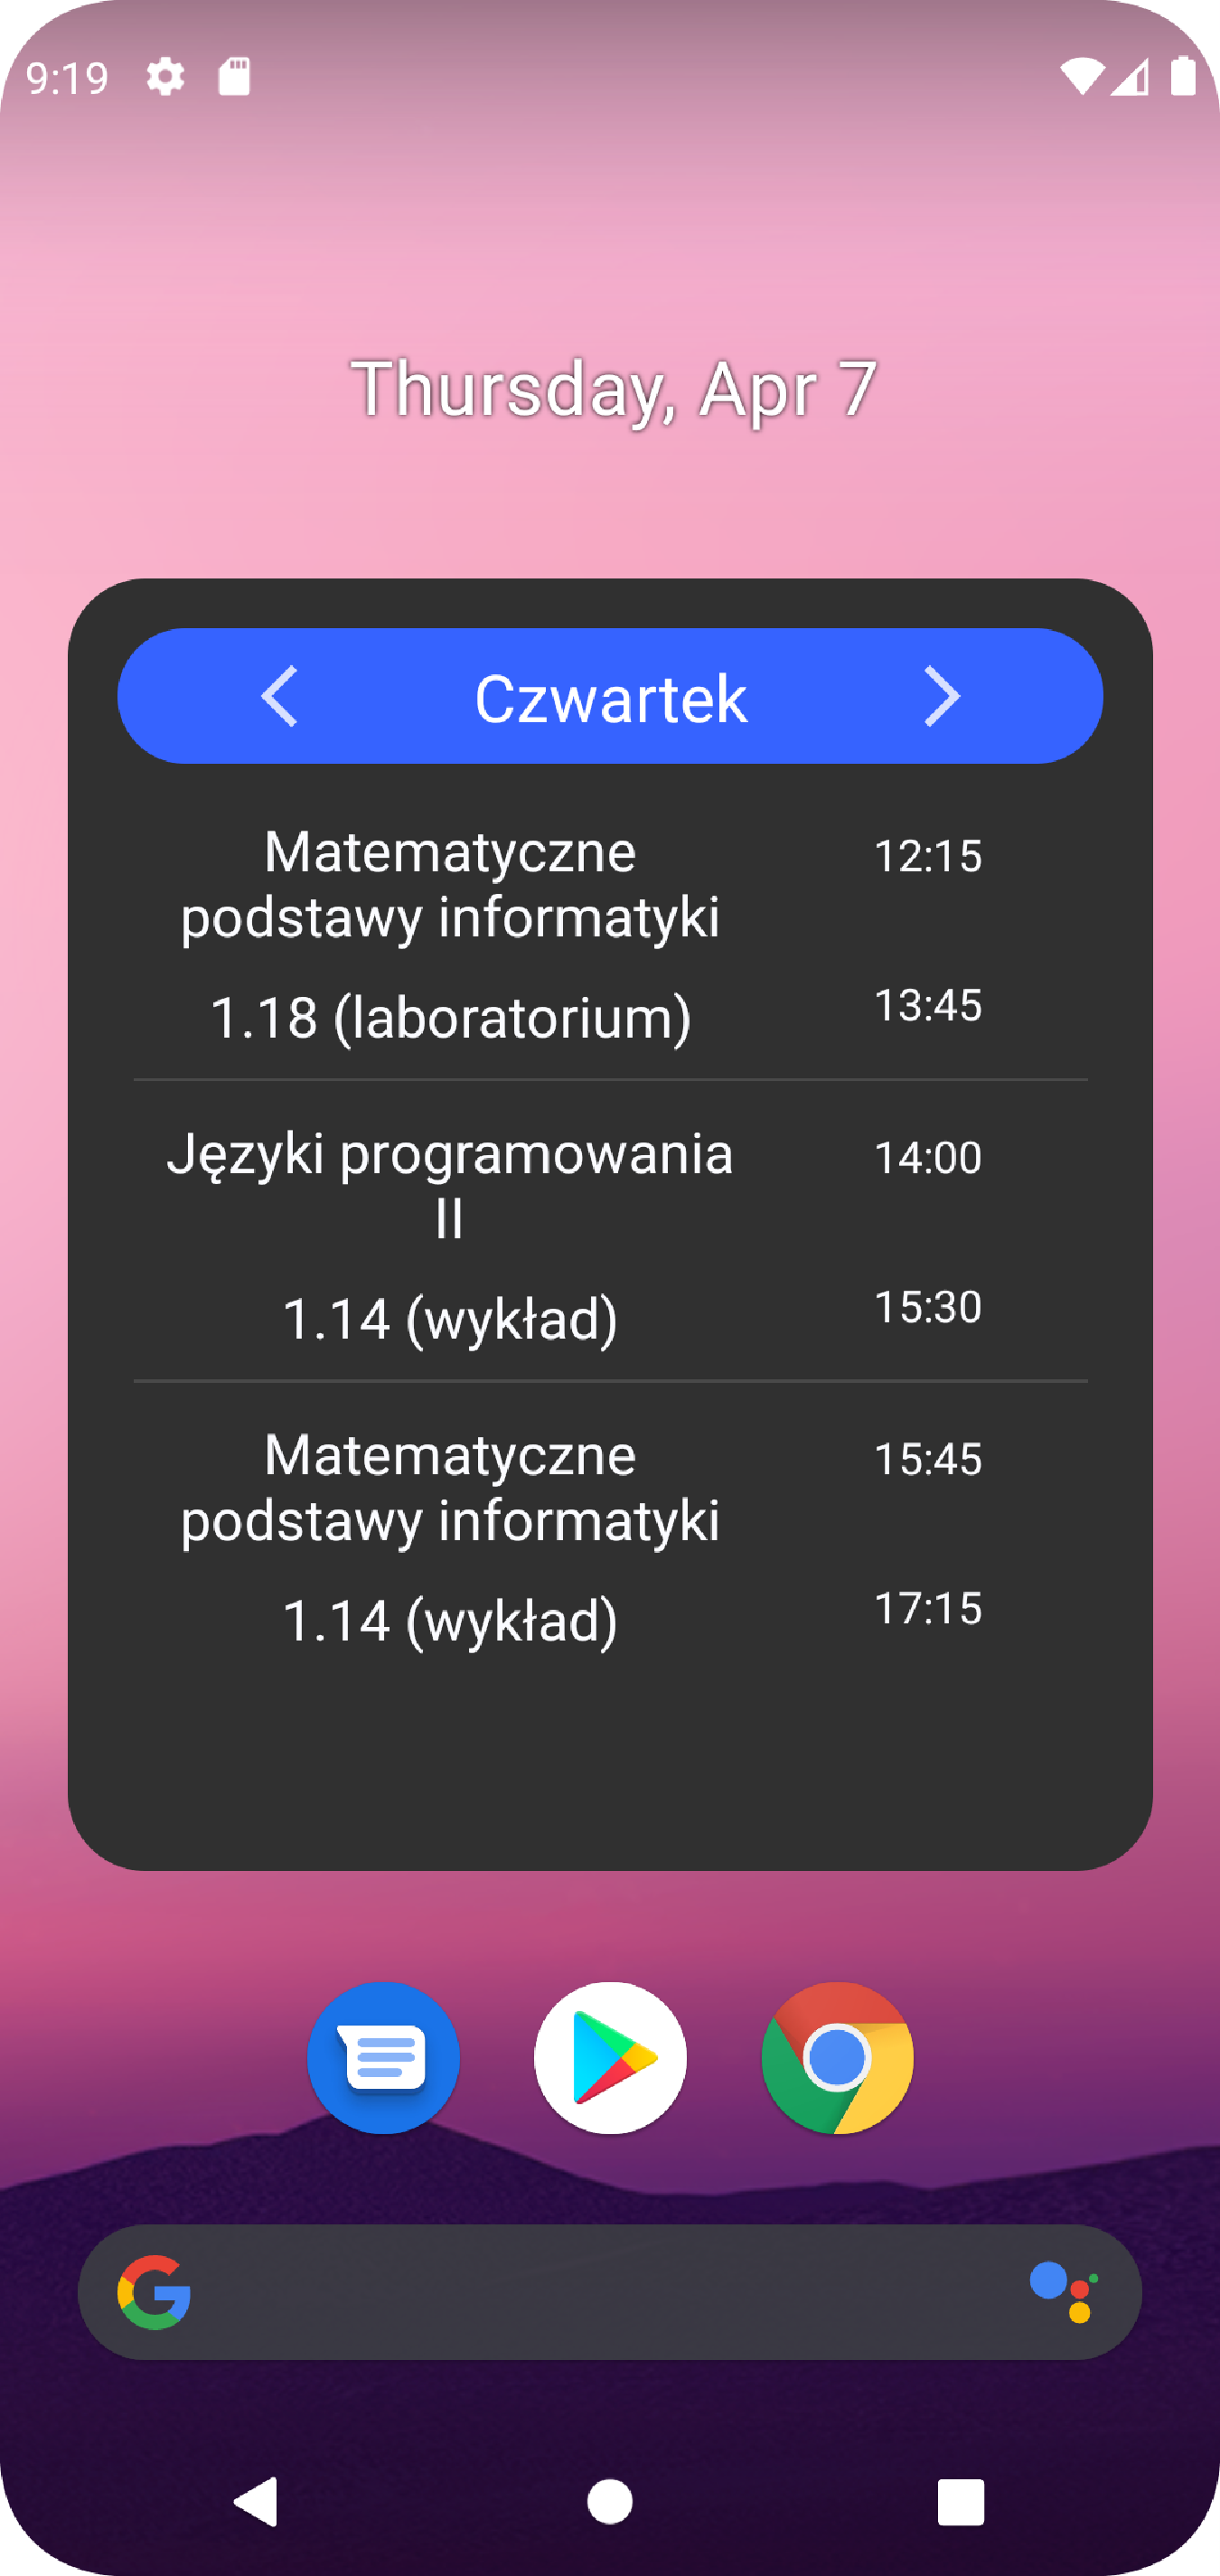 9:19
Thursday, Apr 7
Czwartek
Matematyczne
podstawy informatyki
12:15
1.18 (laboratorium)
13:45
Języki programowania
II
14:00
1.14 (wykład)
15:30
Matematyczne
podstawy informatyki
15:45
1.14 (wykład)
17:15